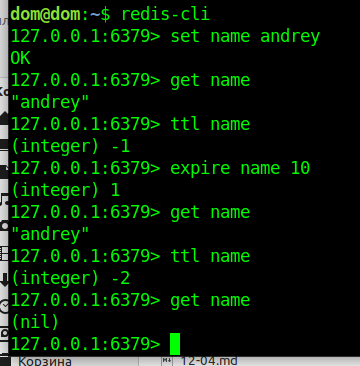 dom@dom:~$ redis-cli
127.0.0.1:6379> set name andrey
OK
127.0.0.1:6379> get name
"andrey"
127.0.0.1:6379> ttl name
(integer) -1
127.0.0.1:6379> expire name 10
(integer) 1
127.0.0.1:6379> get name
"andrey"
127.0.0.1:6379> ttl name
(integer) -2
127.0.0.1:6379> get name
(nil)
127.0.0.1:6379>
Корзина
12-04.md